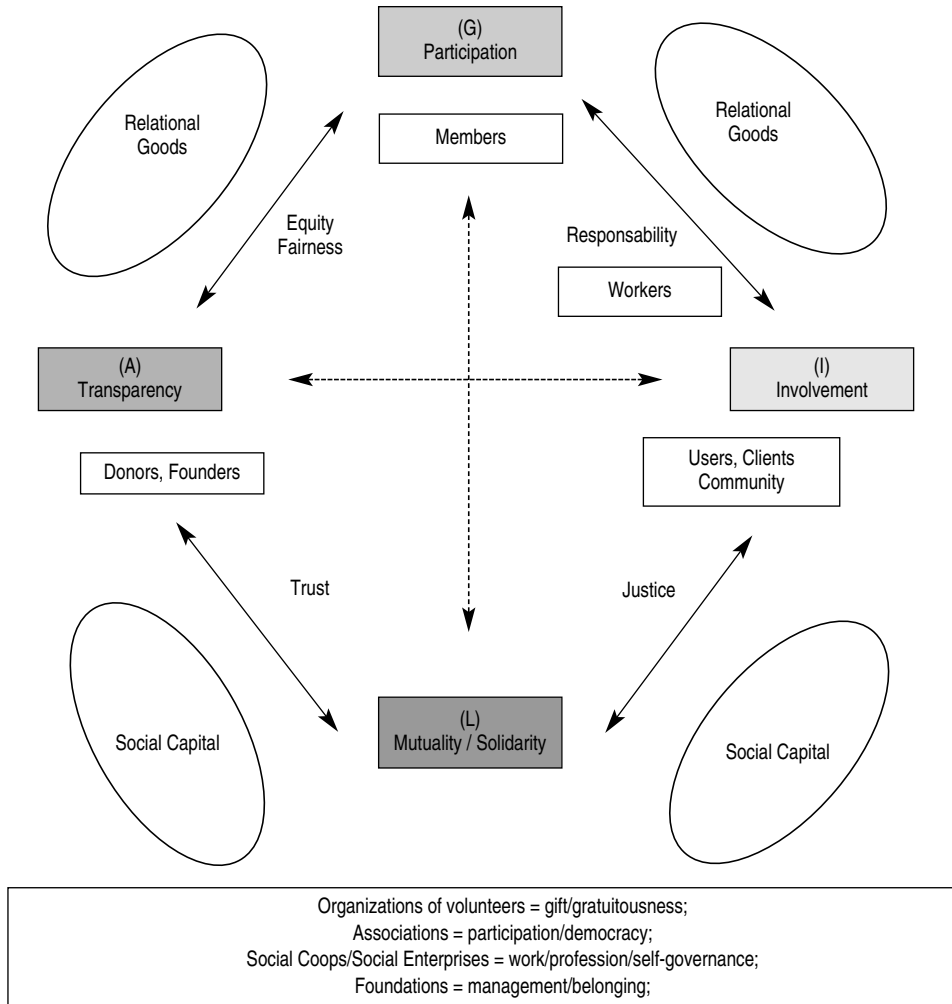 (G)
Participation
Relational
Goods
Relational
Goods
Members
Equity
Fairness
Responsability
Workers
(A)
Transparency
(I)
Involvement
Donors, Founders
Users, Clients
Community
Trust
Justice
(L)
Mutuality / Solidarity
Social Capital
Social Capital
Organizations of volunteers = gift/gratuitousness;
Associations = participation/democracy;
Social Coops/Social Enterprises = work/profession/self-governance;
Foundations = management/belonging;